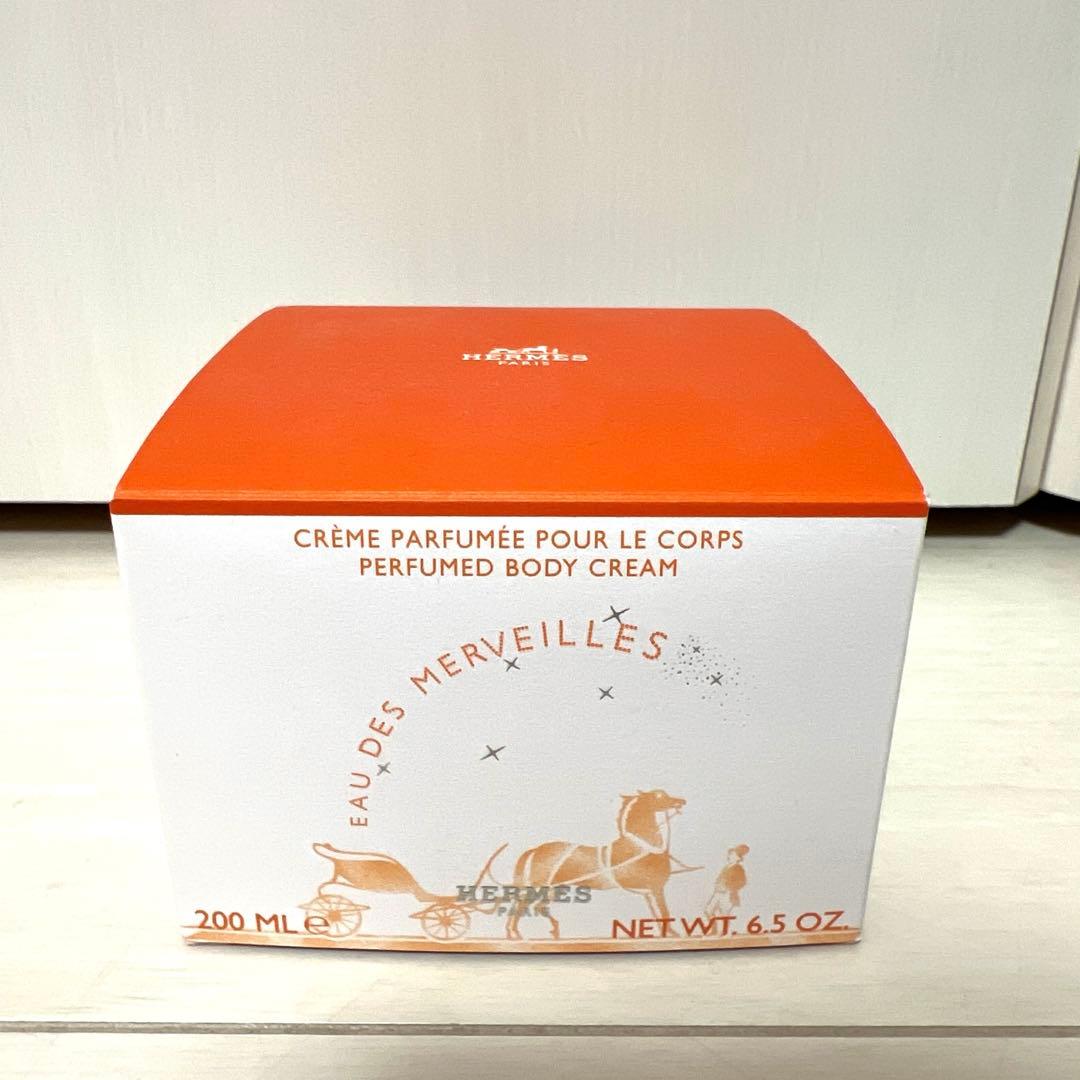 HERMÈS
PARIS
CRÈME PARFUMÉE POUR LE CORPS
PERFUMED BODY CREAM
EAU DES MERVEILLES
HERMÈS
PARIS
200 ML ℮
NET WT. 6.5 OZ.